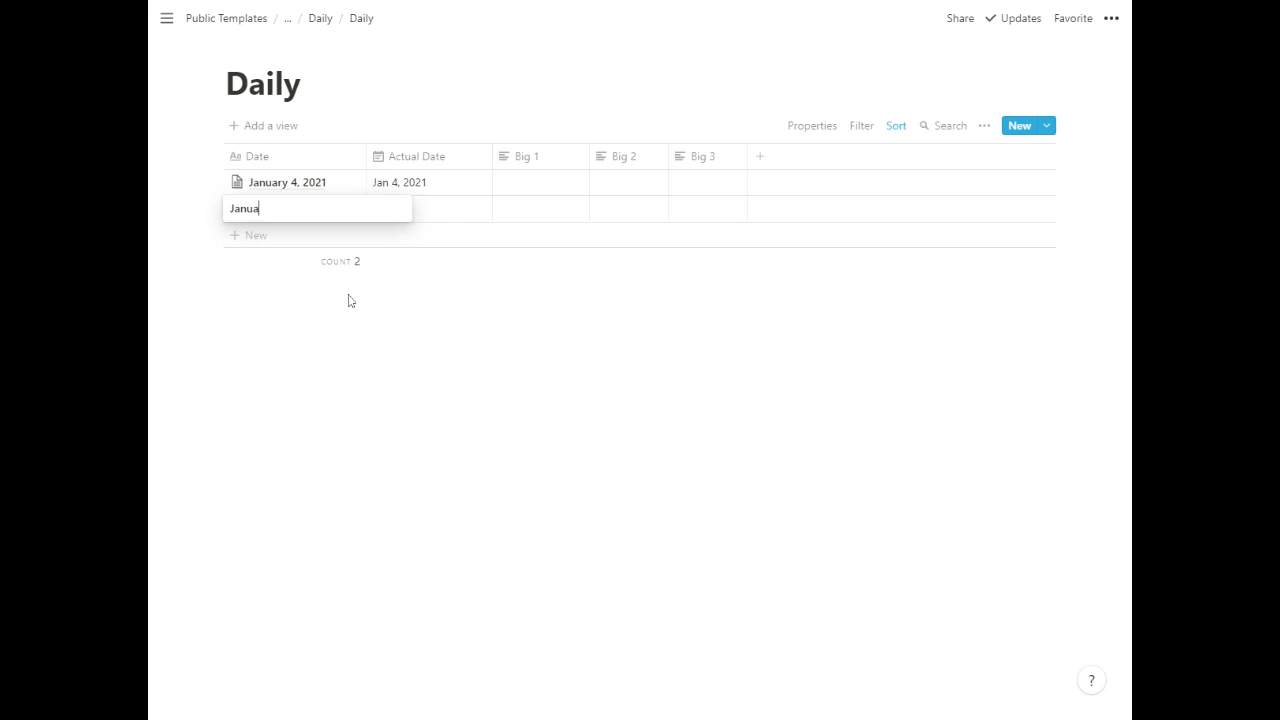 Public Templates / ... / Daily / Daily
Share Updates Favorite •••
Daily
+ Add a view
Properties Filter Sort Search ••• New
Aa Date Actual Date Big 1 Big 2 Big 3 +
January 4, 2021 Jan 4, 2021
Janua
+ New
COUNT 2
?